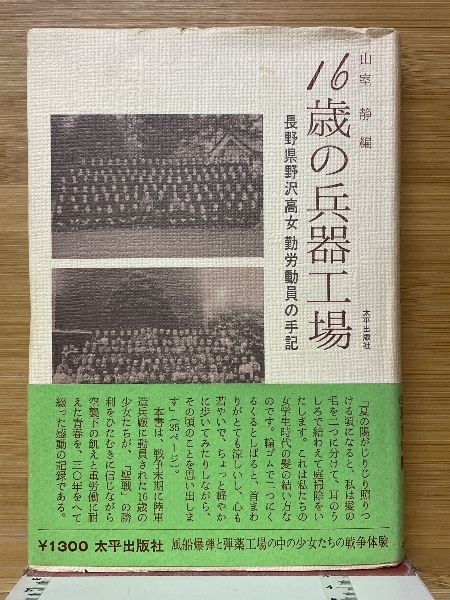 山室静編
16歳の兵器工場
長野県野沢高女勤労動員の手記
太平出版社
「夏の陽がじりじり照りつ
ける頃になると、私は髪の
毛を二つに分けて、耳のう
しろで結わえて庭掃除をい
たします。これは私たちの
女学生時代の髪の結い方な
のです。輪ゴムで二つにく
るくるとしばると、首まわ
りがとても涼しいし、心も
若やいで、ちょっと軽やか
に歩いてみたりしながら、
その頃のことを思い出しま
す」(35ページ)。
本書は、戦争末期に陸軍
造兵廠に動員された16歳の
少女たちが、「聖戦」の勝
利をひたむきに信じながら
空襲下の飢えと重労働に耐
えた青春を、三〇年をへて
綴った感動の記録である。
¥1300 太平出版社 風船爆弾と弾薬工場の中の少女たちの戦争体験